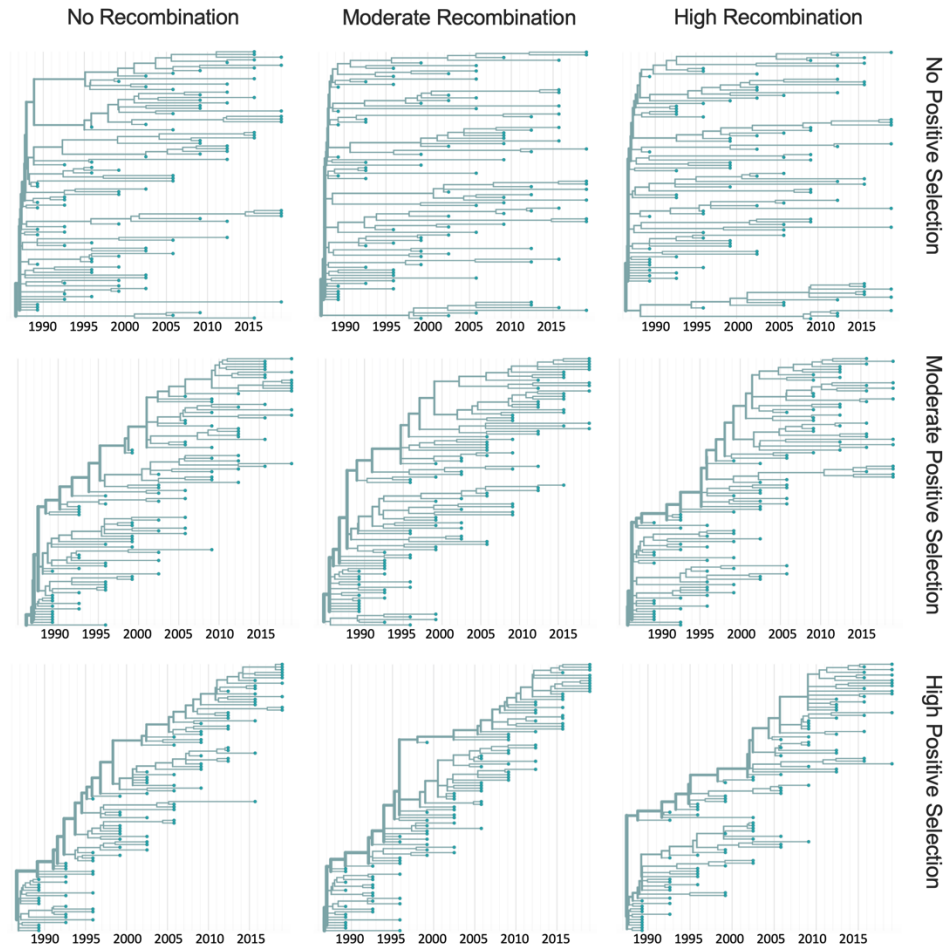 No Recombination
Moderate Recombination
High Recombination
No Positive Selection
1990 1995 2000 2005 2010 2015
1990 1995 2000 2005 2010 2015
1990 1995 2000 2005 2010 2015
Moderate Positive Selection
1990 1995 2000 2005 2010 2015
1990 1995 2000 2005 2010 2015
1990 1995 2000 2005 2010 2015
High Positive Selection
1990 1995 2000 2005 2010 2015
1990 1995 2000 2005 2010 2015
1990 1995 2000 2005 2010 2015